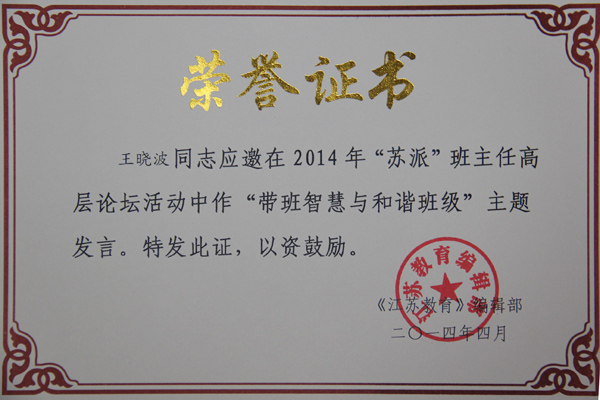 荣誉证书
王晓波同志应邀在2014年“苏派”班主任高
层论坛活动中作“带班智慧与和谐班级”主题
发言。特发此证，以资鼓励。
江苏教育编辑部
《江苏教育》编辑部
二〇一四年四月